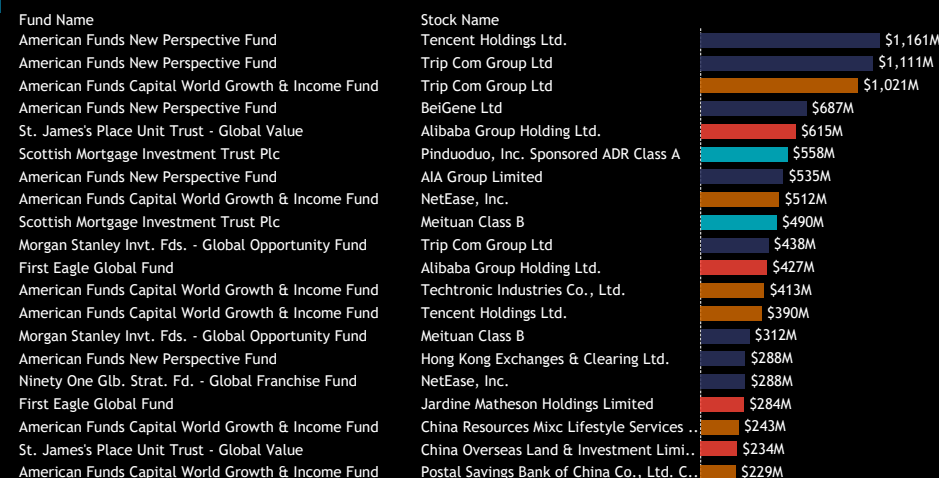 Fund Name Stock Name
American Funds New Perspective Fund Tencent Holdings Ltd. $1,161M
American Funds New Perspective Fund Trip Com Group Ltd $1,111M
American Funds Capital World Growth & Income Fund Trip Com Group Ltd $1,021M
American Funds New Perspective Fund BeiGene Ltd $687M
St. James's Place Unit Trust - Global Value Alibaba Group Holding Ltd. $615M
Scottish Mortgage Investment Trust Plc Pinduoduo, Inc. Sponsored ADR Class A $558M
American Funds New Perspective Fund AIA Group Limited $535M
American Funds Capital World Growth & Income Fund NetEase, Inc. $512M
Scottish Mortgage Investment Trust Plc Meituan Class B $490M
Morgan Stanley Invt. Fds. - Global Opportunity Fund Trip Com Group Ltd $438M
First Eagle Global Fund Alibaba Group Holding Ltd. $427M
American Funds Capital World Growth & Income Fund Techtronic Industries Co., Ltd. $413M
American Funds Capital World Growth & Income Fund Tencent Holdings Ltd. $390M
Morgan Stanley Invt. Fds. - Global Opportunity Fund Meituan Class B $312M
American Funds New Perspective Fund Hong Kong Exchanges & Clearing Ltd. $288M
Ninety One Glb. Strat. Fd. - Global Franchise Fund NetEase, Inc. $288M
First Eagle Global Fund Jardine Matheson Holdings Limited $284M
American Funds Capital World Growth & Income Fund China Resources Mixc Lifestyle Services .. $243M
St. James's Place Unit Trust - Global Value China Overseas Land & Investment Limi.. $234M
American Funds Capital World Growth & Income Fund Postal Savings Bank of China Co., Ltd. C.. $229M